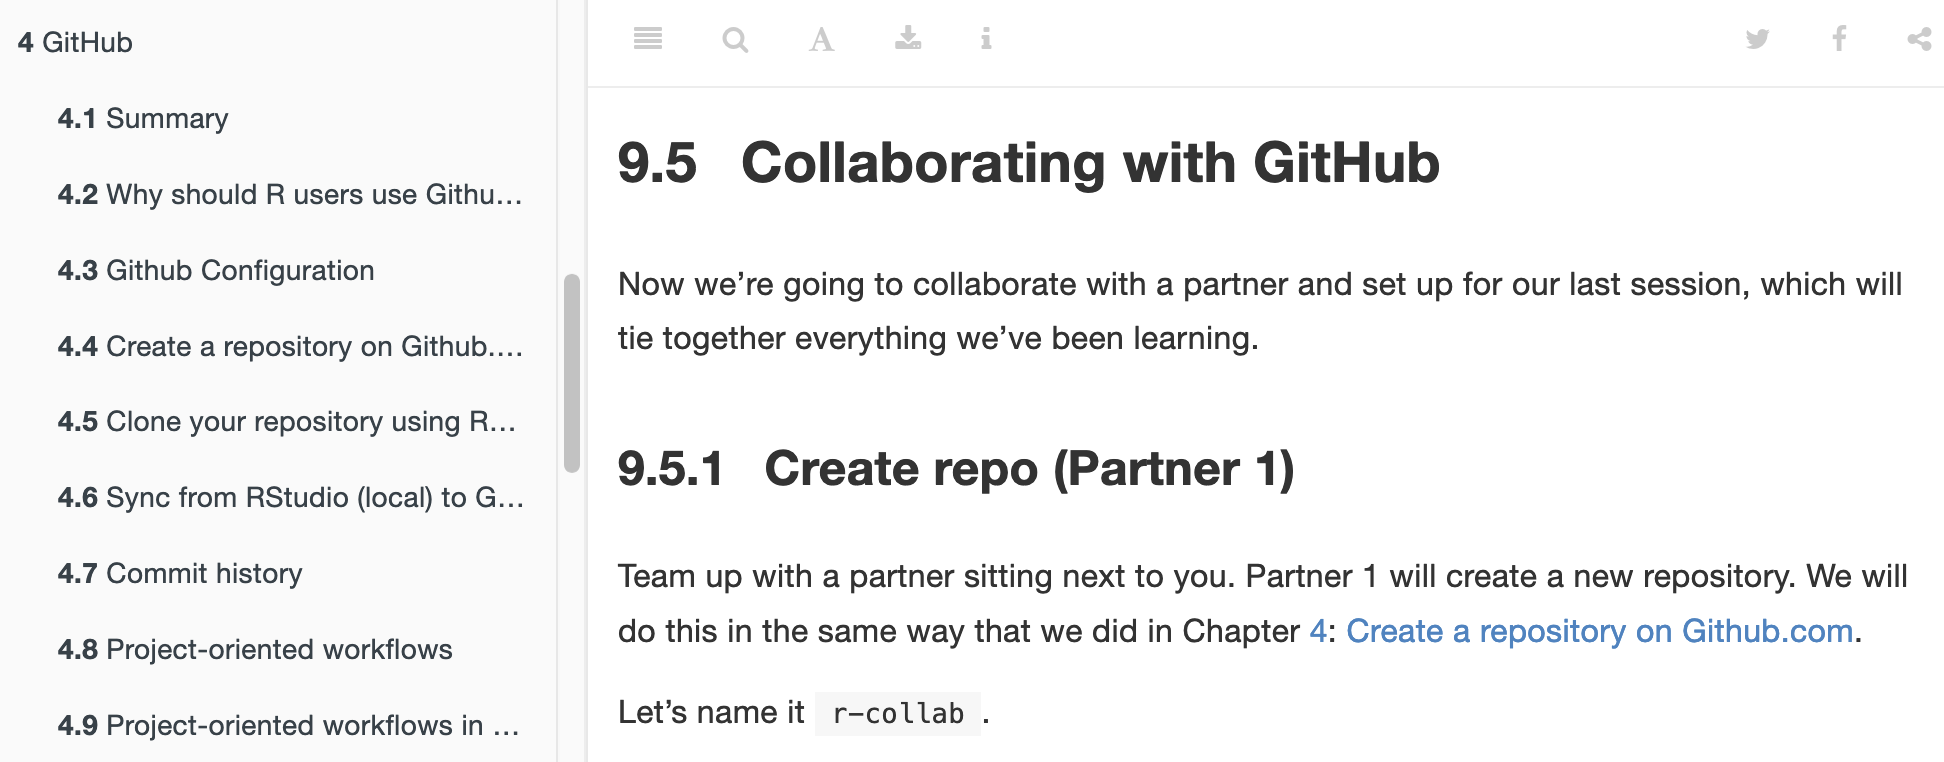 4 GitHub
4.1 Summary
4.2 Why should R users use Githu...
4.3 Github Configuration
4.4 Create a repository on Github....
4.5 Clone your repository using R...
4.6 Sync from RStudio (local) to G...
4.7 Commit history
4.8 Project-oriented workflows
4.9 Project-oriented workflows in ...
9.5 Collaborating with GitHub
Now we’re going to collaborate with a partner and set up for our last session, which will
tie together everything we’ve been learning.
9.5.1 Create repo (Partner 1)
Team up with a partner sitting next to you. Partner 1 will create a new repository. We will
do this in the same way that we did in Chapter 4: Create a repository on Github.com.
Let’s name it r-collab .